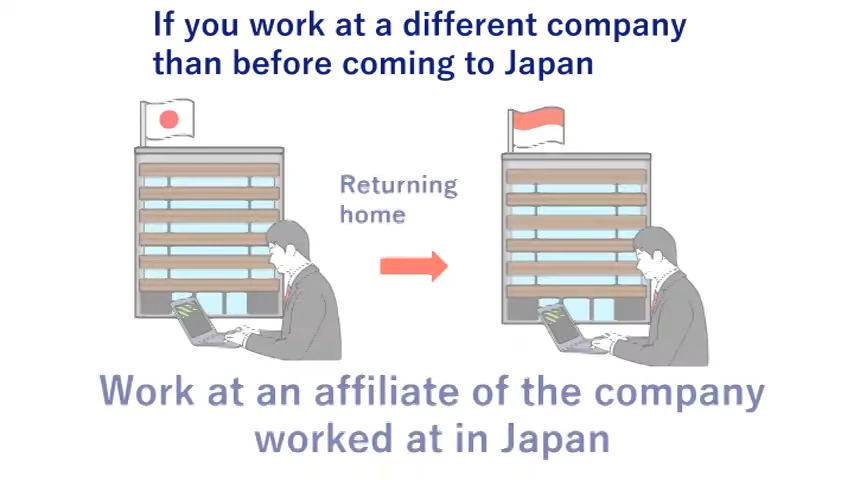 If you work at a different company
than before coming to Japan
Returning
home
Work at an affiliate of the company
worked at in Japan